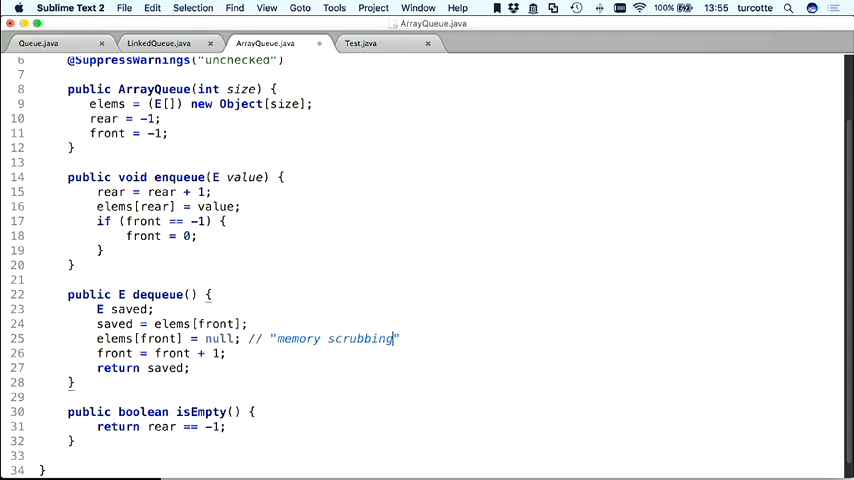 Sublime Text 2 File Edit Selection Find View Goto Tools Project Window Help 100% 13:55 turcotte
ArrayQueue.java
Queue.java LinkedQueue.java ArrayQueue.java Test.java
6 @SuppressWarnings("unchecked")
7
8 public ArrayQueue(int size) {
9 elems = (E[]) new Object[size];
10 rear = -1;
11 front = -1;
12 }
13
14 public void enqueue(E value) {
15 rear = rear + 1;
16 elems[rear] = value;
17 if (front == -1) {
18 front = 0;
19 }
20 }
21
22 public E dequeue() {
23 E saved;
24 saved = elems[front];
25 elems[front] = null; // "memory scrubbing"
26 front = front + 1;
27 return saved;
28 }
29
30 public boolean isEmpty() {
31 return rear == -1;
32 }
33
34 }